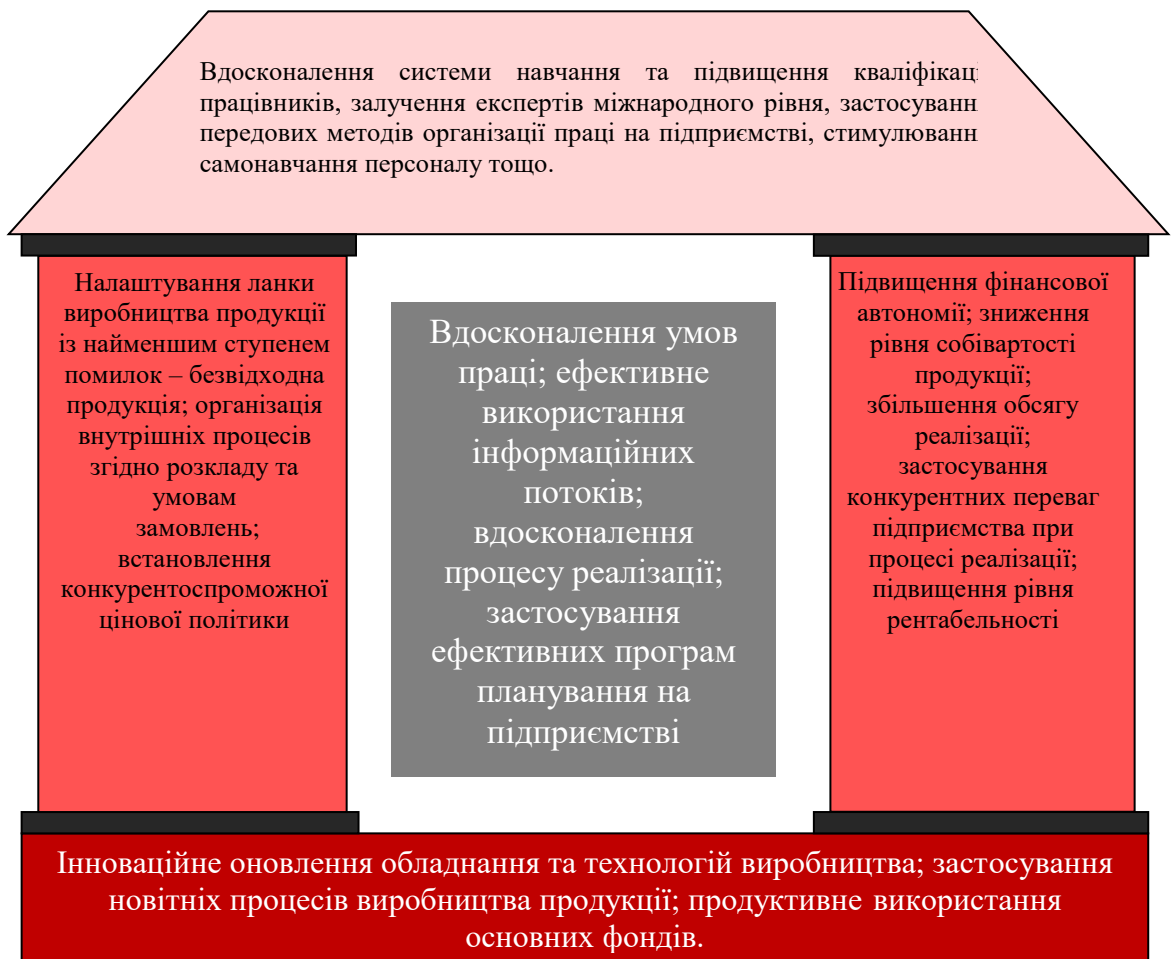 Вдосконалення системи навчання та підвищення кваліфікаці
працівників, залучення експертів міжнародного рівня, застосуванн
передових методів організації праці на підприємстві, стимулюванн
самонавчання персоналу тощо.
Налаштування ланки
виробництва продукції
із найменшим ступенем
помилок – безвідходна
продукція; організація
внутрішніх процесів
згідно розкладу та
умовам
замовлень;
встановлення
конкурентоспроможної
цінової політики
Вдосконалення умов
праці; ефективне
використання
інформаційних
потоків;
вдосконалення
процесу реалізації;
застосування
ефективних програм
планування на
підприємстві
Підвищення фінансової
автономії; зниження
рівня собівартості
продукції;
збільшення обсягу
реалізації;
застосування
конкурентних переваг
підприємства при
процесі реалізації;
підвищення рівня
рентабельності
Інноваційне оновлення обладнання та технологій виробництва; застосування
новітніх процесів виробництва продукції; продуктивне використання
основних фондів.